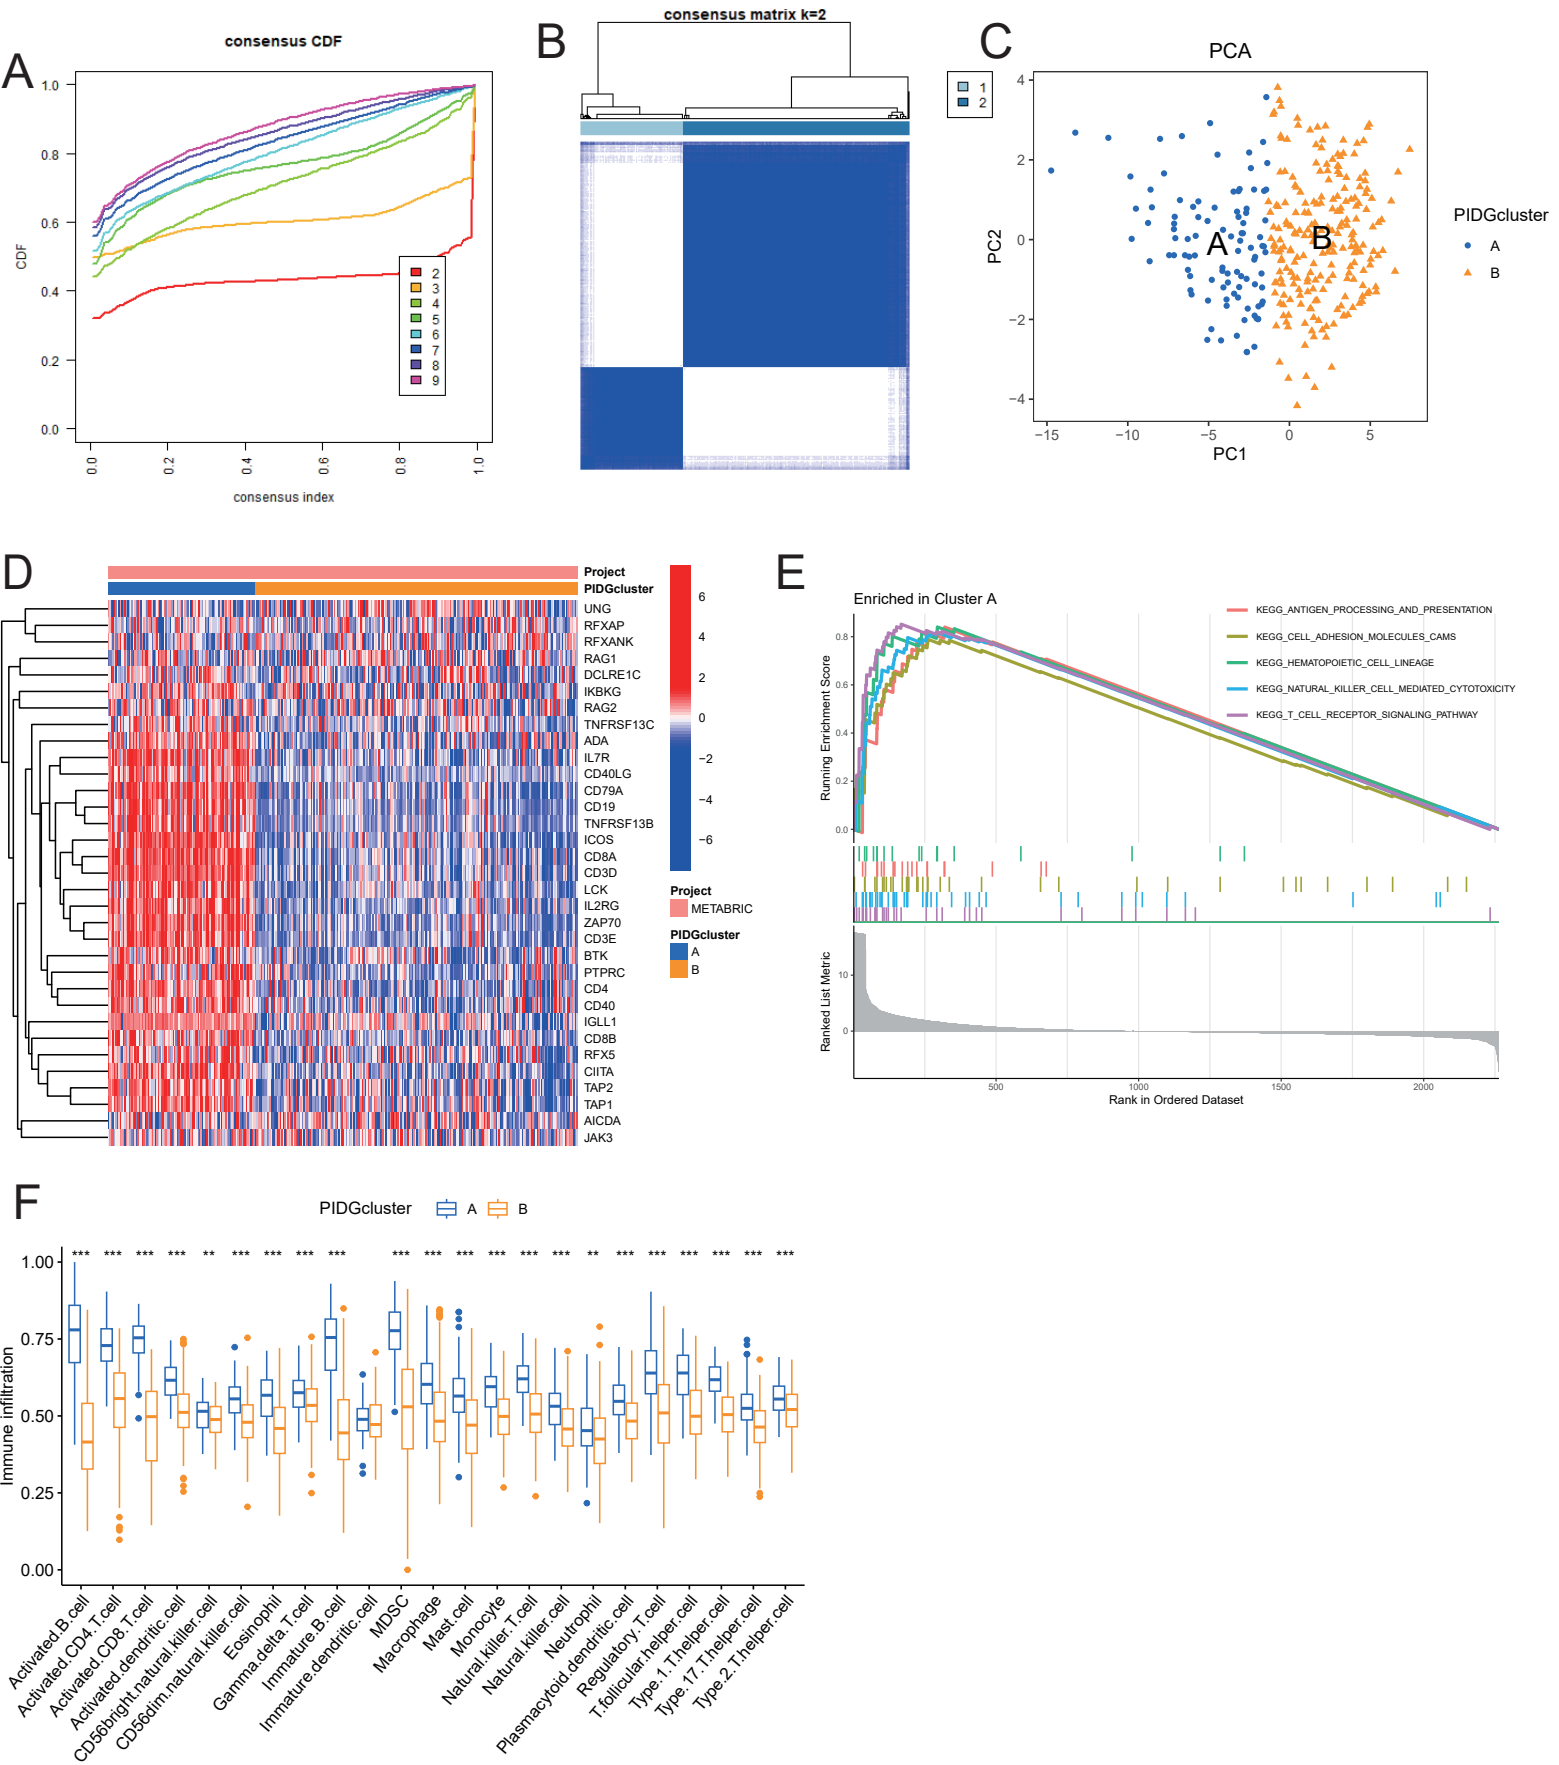 A
consensus CDF
CDF
1.0
0.8
0.6
0.4
0.2
0.0
0.0
0.2
0.4
0.6
0.8
1.0
consensus index
2
3
4
5
6
7
8
9
B
consensus matrix k=2
1
2
C
PCA
PC2
4
2
0
−2
−4
A
B
−15
−10
−5
0
5
PC1
PIDGcluster
A
B
D
Project
PIDGcluster
UNG
RFXAP
RFXANK
RAG1
DCLRE1C
IKBKG
RAG2
TNFRSF13C
ADA
IL7R
CD40LG
CD79A
CD19
TNFRSF13B
ICOS
CD8A
CD3D
LCK
IL2RG
ZAP70
CD3E
BTK
PTPRC
CD4
CD40
IGLL1
CD8B
RFX5
CIITA
TAP2
TAP1
AICDA
JAK3
6
4
2
0
−2
−4
−6
Project
METABRIC
PIDGcluster
A
B
E
Enriched in Cluster A
Running Enrichment Score
0.8
0.6
0.4
0.2
0.0
KEGG_ANTIGEN_PROCESSING_AND_PRESENTATION
KEGG_CELL_ADHESION_MOLECULES_CAMS
KEGG_HEMATOPOIETIC_CELL_LINEAGE
KEGG_NATURAL_KILLER_CELL_MEDIATED_CYTOTOXICITY
KEGG_T_CELL_RECEPTOR_SIGNALING_PATHWAY
Ranked List Metric
10
0
500
1000
1500
2000
Rank in Ordered Dataset
F
PIDGcluster
A
B
*** *** *** *** ** *** *** *** *** *** *** *** *** *** *** ** *** *** *** *** *** ***
Immune infiltration
1.00
0.75
0.50
0.25
0.00
Activated.B.cell
Activated.CD4.T.cell
Activated.CD8.T.cell
Activated.dendritic.cell
CD56bright.natural.killer.cell
CD56dim.natural.killer.cell
Eosinophil
Gamma.delta.T.cell
Immature.B.cell
Immature.dendritic.cell
MDSC
Macrophage
Mast.cell
Monocyte
Natural.killer.T.cell
Natural.killer.cell
Neutrophil
Plasmacytoid.dendritic.cell
Regulatory.T.cell
T.follicular.helper.cell
Type.1.T.helper.cell
Type.17.T.helper.cell
Type.2.T.helper.cell